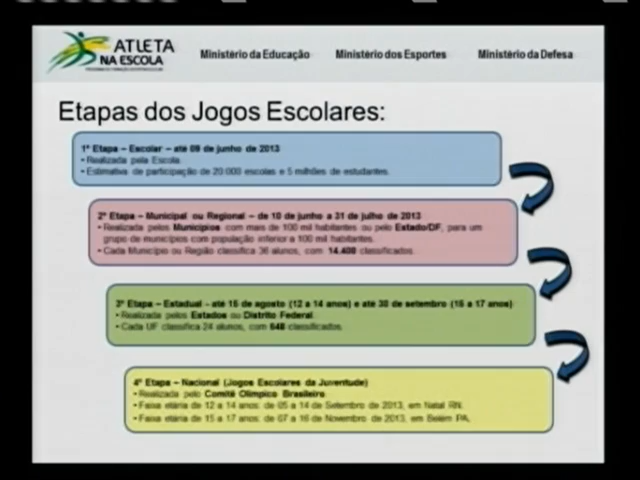 ATLETA
NA ESCOLA
Ministério da Educação
Ministério dos Esportes
Ministério da Defesa
Etapas dos Jogos Escolares:
1ª Etapa – Escolar – até 09 de junho de 2013
• Realizada pela Escola.
• Estimativa de participação de 20.000 escolas e 5 milhões de estudantes.
2ª Etapa – Municipal ou Regional – de 10 de junho a 31 de julho de 2013
• Realizada pelos Municípios com mais de 100 mil habitantes ou pelo Estado/DF, para um
grupo de municípios com população inferior a 100 mil habitantes.
• Cada Município ou Região classifica 36 alunos, com 14.400 classificados.
3ª Etapa – Estadual - até 15 de agosto (12 a 14 anos) e até 30 de setembro (15 a 17 anos)
• Realizada pelos Estados ou Distrito Federal.
• Cada UF classifica 24 alunos, com 648 classificados.
4ª Etapa – Nacional (Jogos Escolares da Juventude)
• Realizada pelo Comitê Olímpico Brasileiro
• Faixa etária de 12 a 14 anos: de 05 a 14 de Setembro de 2013, em Natal RN.
• Faixa etária de 15 a 17 anos: de 07 a 16 de Novembro de 2013, em Belém PA.